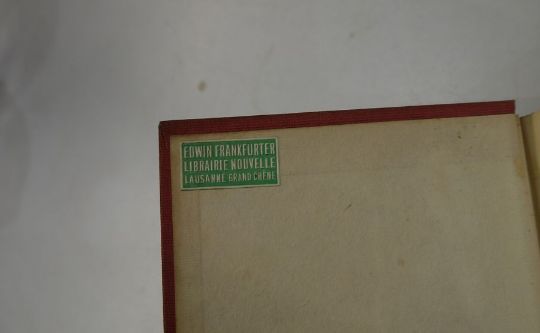 EDWIN FRANKFURTER
LIBRAIRIE NOUVELLE
LAUSANNE GRAND CHÊNE